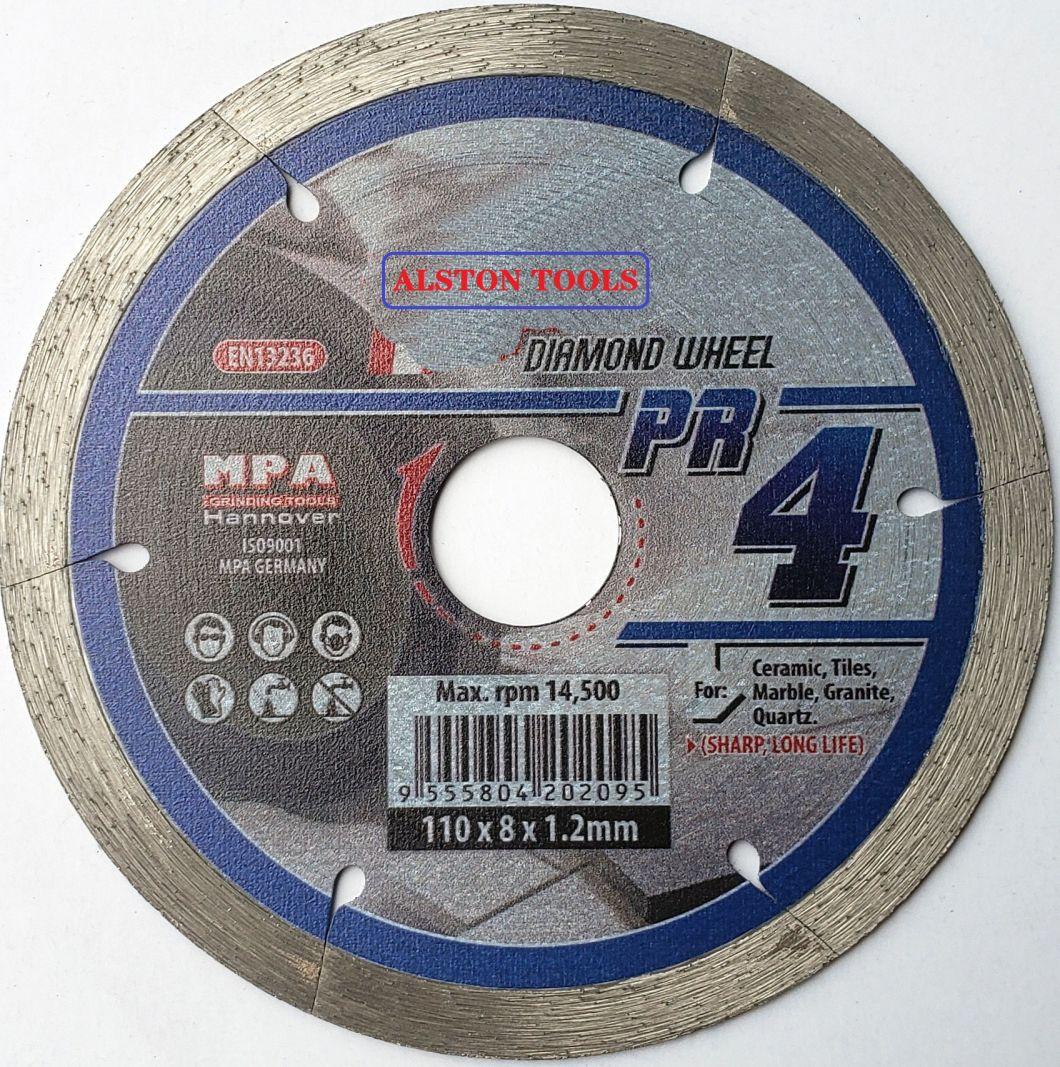 ALSTON TOOLS
EN13236
DIAMOND WHEEL
PR
4
MPA
GRINDING TOOLS
Hannover
ISO9001
MPA GERMANY
Max. rpm 14,500
9 555804 202095
110 x 8 x 1.2mm
For:
Ceramic, Tiles,
Marble, Granite,
Quartz.
(SHARP, LONG LIFE)